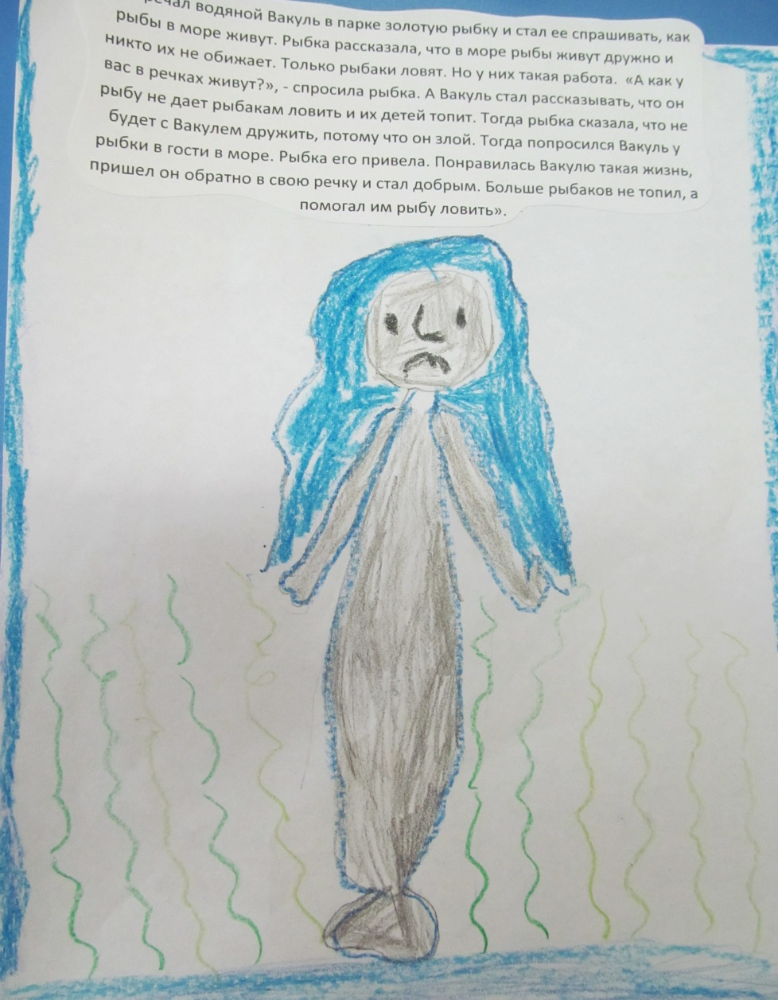 водяной Вакуль в парке золотую рыбку и стал ее спрашивать, как
рыбы в море живут. Рыбка рассказала, что в море рыбы живут дружно и
никто их не обижает. Только рыбаки ловят. Но у них такая работа. «А как у
вас в речках живут?», - спросила рыбка. А Вакуль стал рассказывать, что он
рыбу не дает рыбакам ловить и их детей топит. Тогда рыбка сказала, что не
будет с Вакулем дружить, потому что он злой. Тогда попросился Вакуль у
рыбки в гости в море. Рыбка его привела. Понравилась Вакулю такая жизнь,
пришел он обратно в свою речку и стал добрым. Больше рыбаков не топил, а
помогал им рыбу ловить».